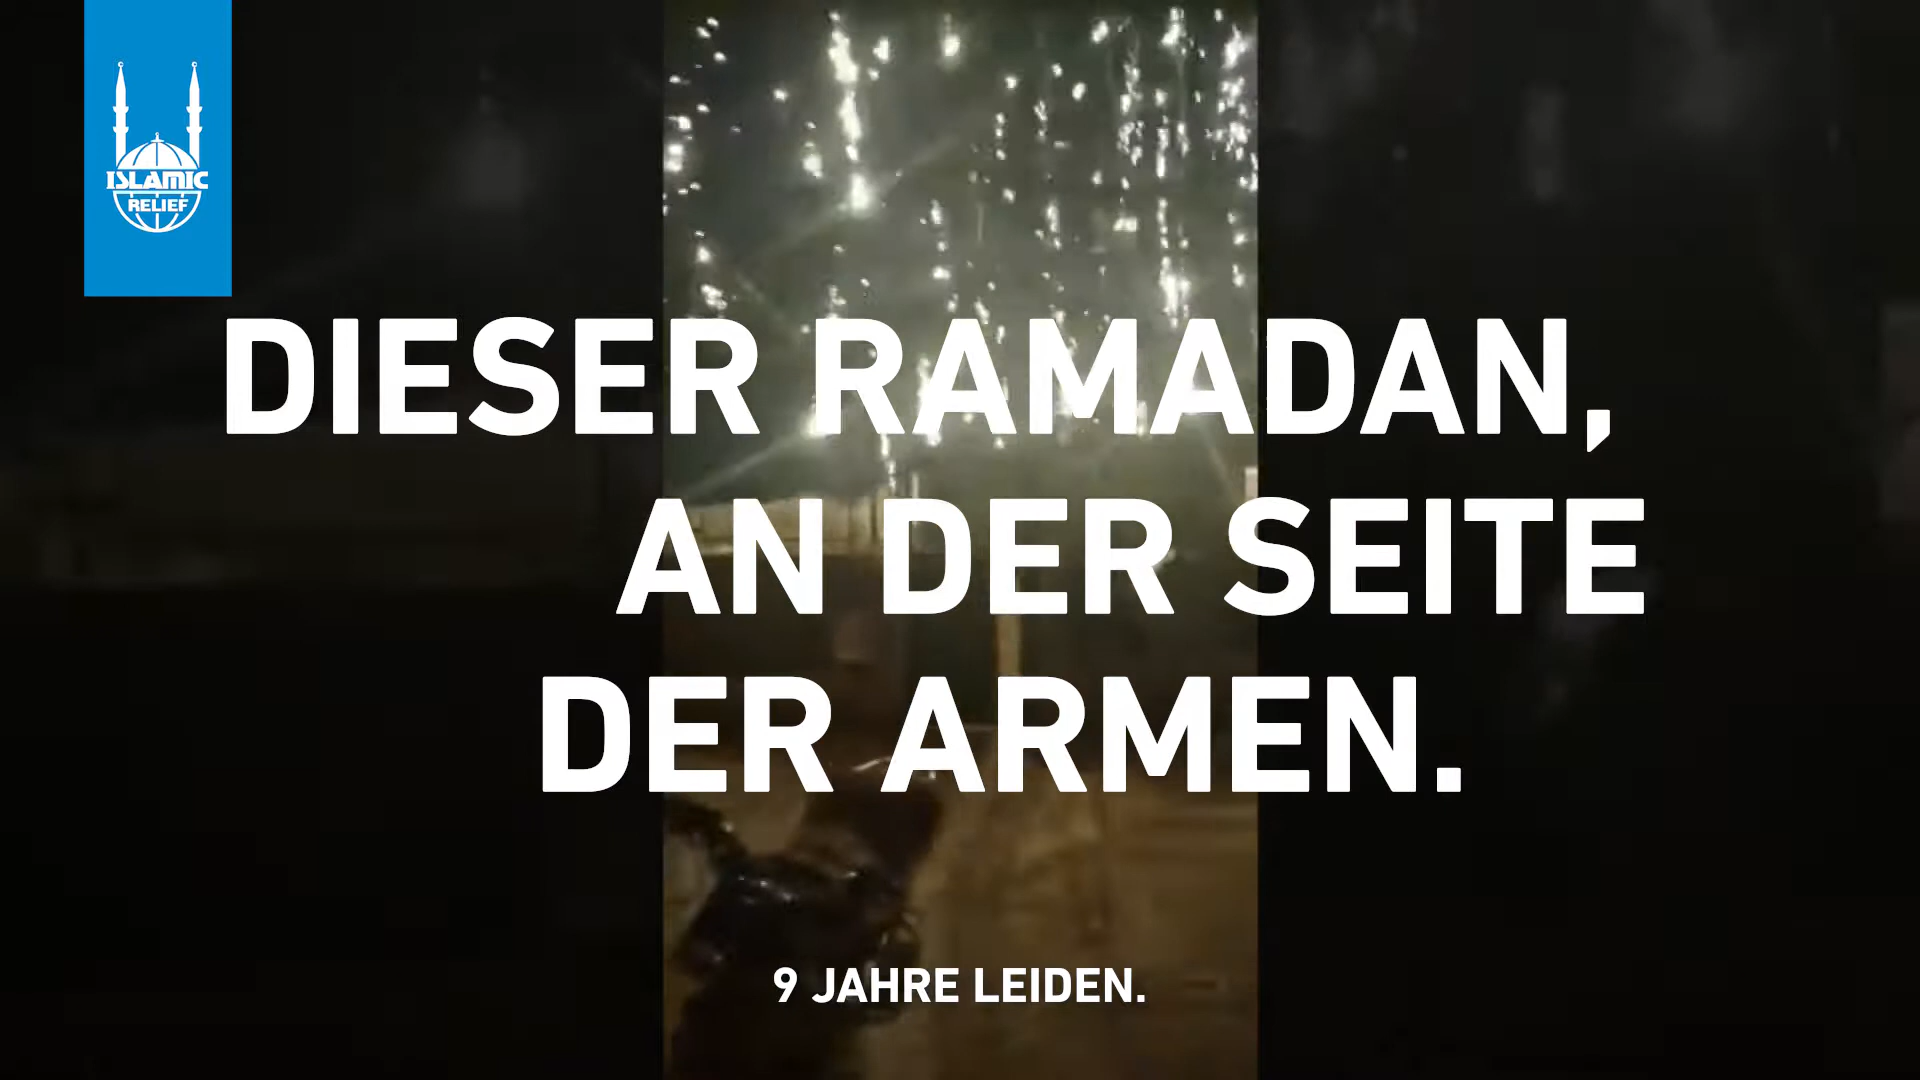 ISLAMIC
RELIEF
DIESER RAMADAN,
AN DER SEITE
DER ARMEN.
9 JAHRE LEIDEN.